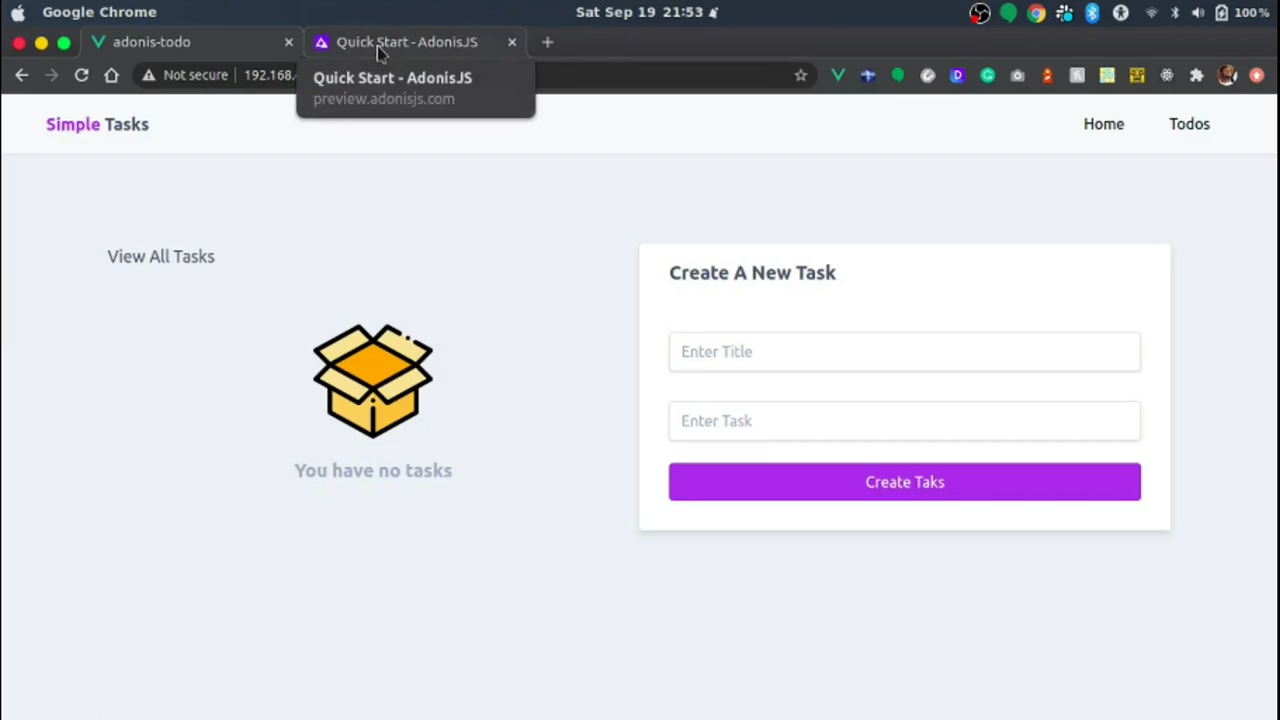 Google Chrome
Sat Sep 19 21:53
100%
adonis-todo
Quick Start - AdonisJS
Not secure
192.168.
Quick Start - AdonisJS
preview.adonisjs.com
Simple Tasks
Home
Todos
View All Tasks
You have no tasks
Create A New Task
Enter Title
Enter Task
Create Taks